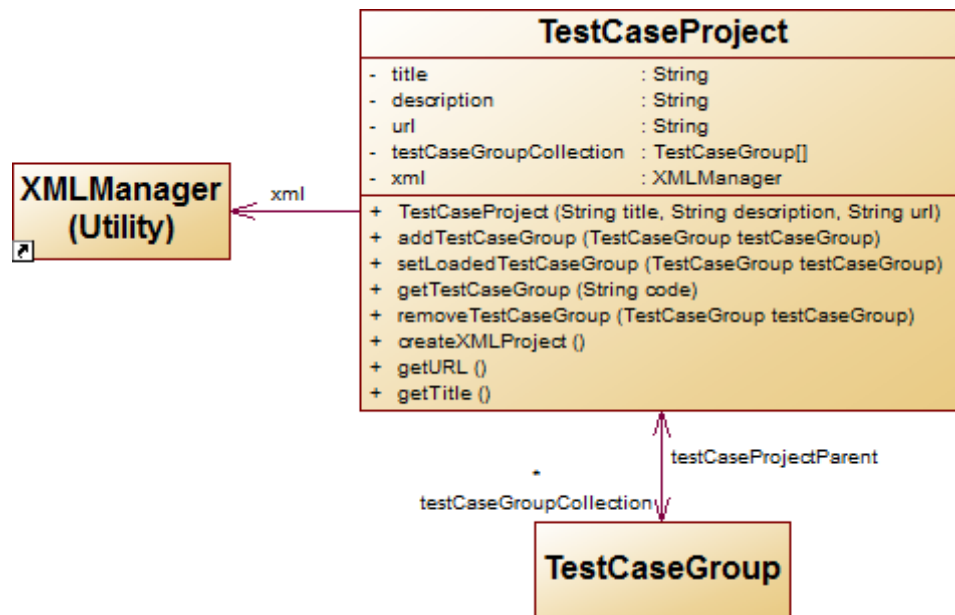 TestCaseProject
- title : String
- description : String
- url : String
- testCaseGroupCollection : TestCaseGroup[]
- xml : XMLManager
+ TestCaseProject (String title, String description, String url)
+ addTestCaseGroup (TestCaseGroup testCaseGroup)
+ setLoadedTestCaseGroup (TestCaseGroup testCaseGroup)
+ getTestCaseGroup (String code)
+ removeTestCaseGroup (TestCaseGroup testCaseGroup)
+ createXMLProject ()
+ getURL ()
+ getTitle ()
XMLManager
(Utility)
xml
testCaseProjectParent
*
testCaseGroupCollection
TestCaseGroup